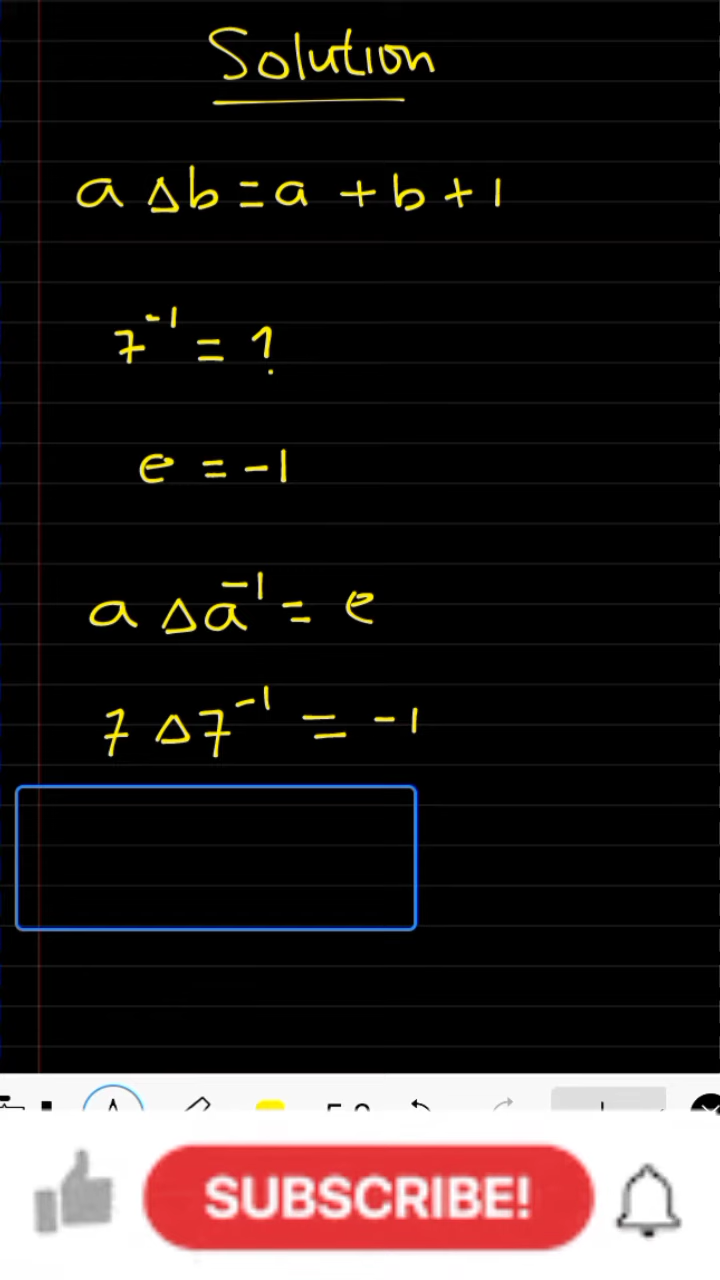 Solution
a Δ b = a + b + 1
7⁻¹ = ?
e = -1
a Δ a⁻¹ = e
7 Δ 7⁻¹ = -1
SUBSCRIBE!